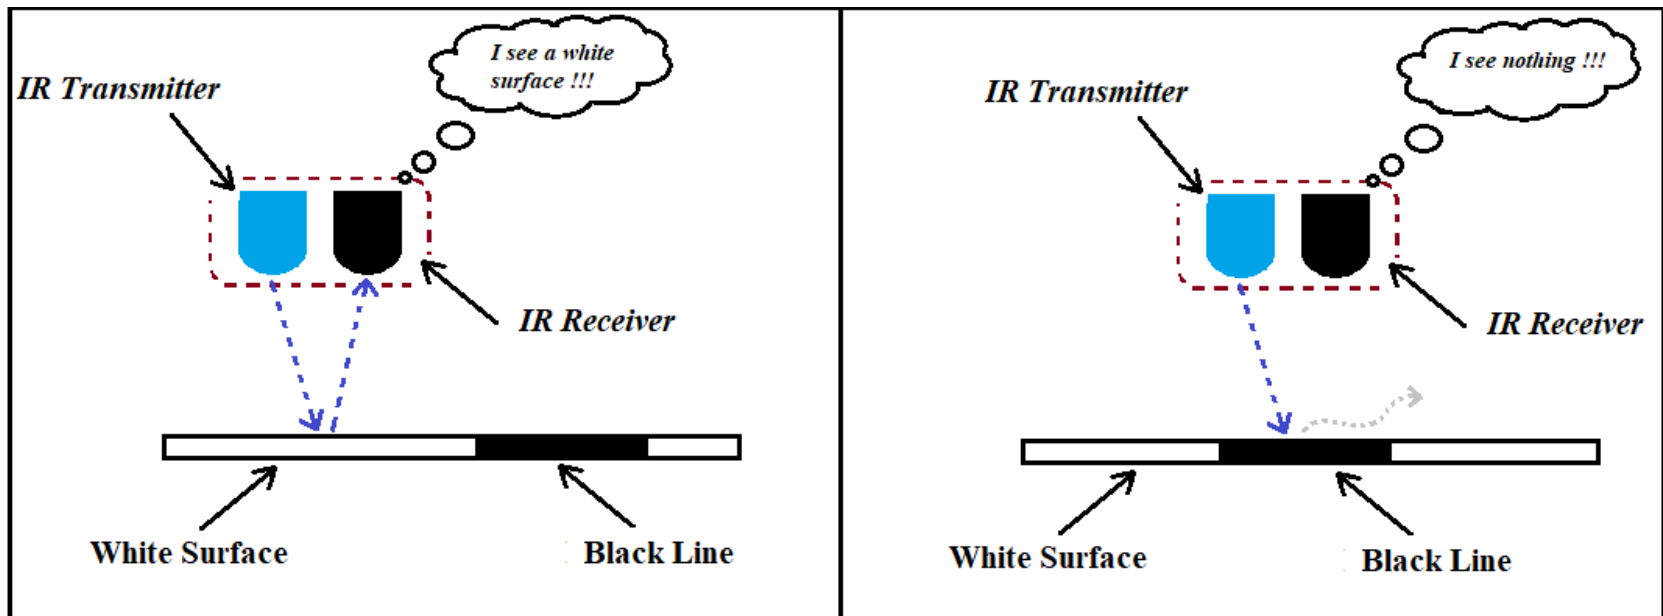 I see a white
surface !!!
IR Transmitter
IR Receiver
White Surface
Black Line
I see nothing !!!
IR Transmitter
IR Receiver
White Surface
Black Line